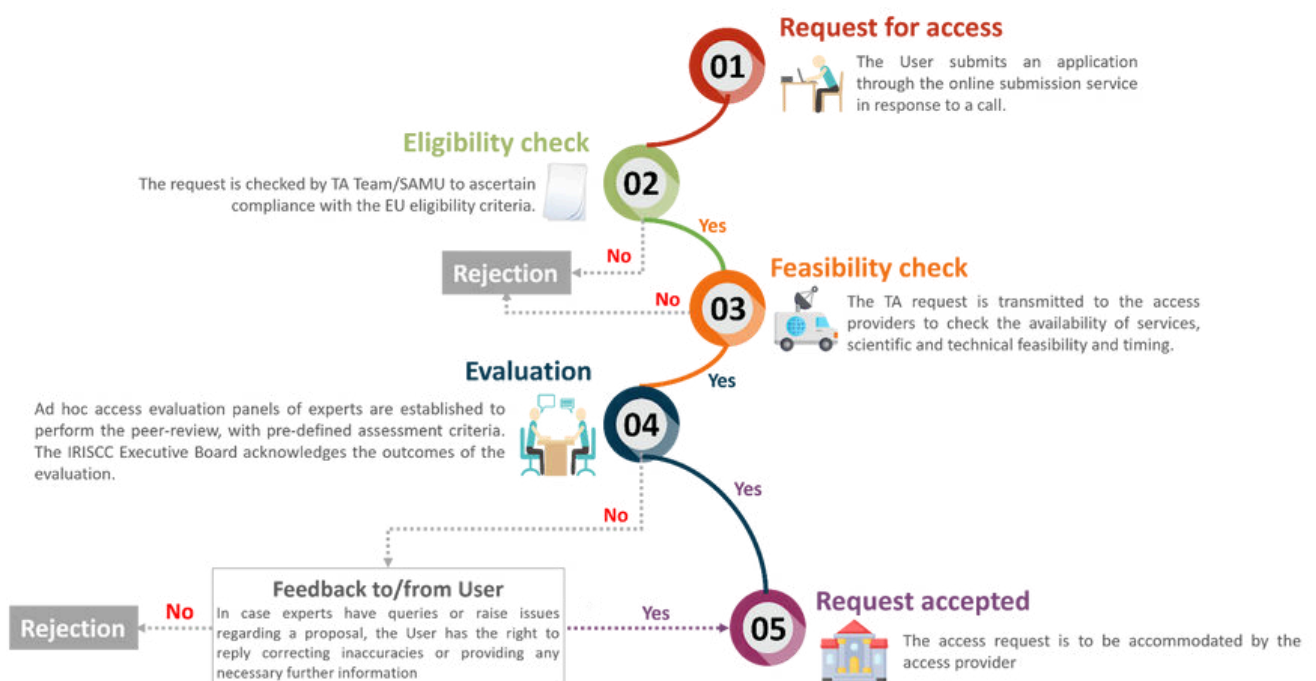 Request for access
01
The User submits an application
through the online submission service
in response to a call.
Eligibility check
02
The request is checked by TA Team/SAMU to ascertain
compliance with the EU eligibility criteria.
Yes
No
Rejection
Feasibility check
No
03
The TA request is transmitted to the access
providers to check the availability of services,
scientific and technical feasibility and timing.
Yes
Evaluation
04
Ad hoc access evaluation panels of experts are established to
perform the peer-review, with pre-defined assessment criteria.
The IRISCC Executive Board acknowledges the outcomes of the
evaluation.
Yes
No
Feedback to/from User
In case experts have queries or raise issues
regarding a proposal, the User has the right to
reply correcting inaccuracies or providing any
necessary further information
No
Rejection
Yes
Request accepted
05
The access request is to be accommodated by the
access provider